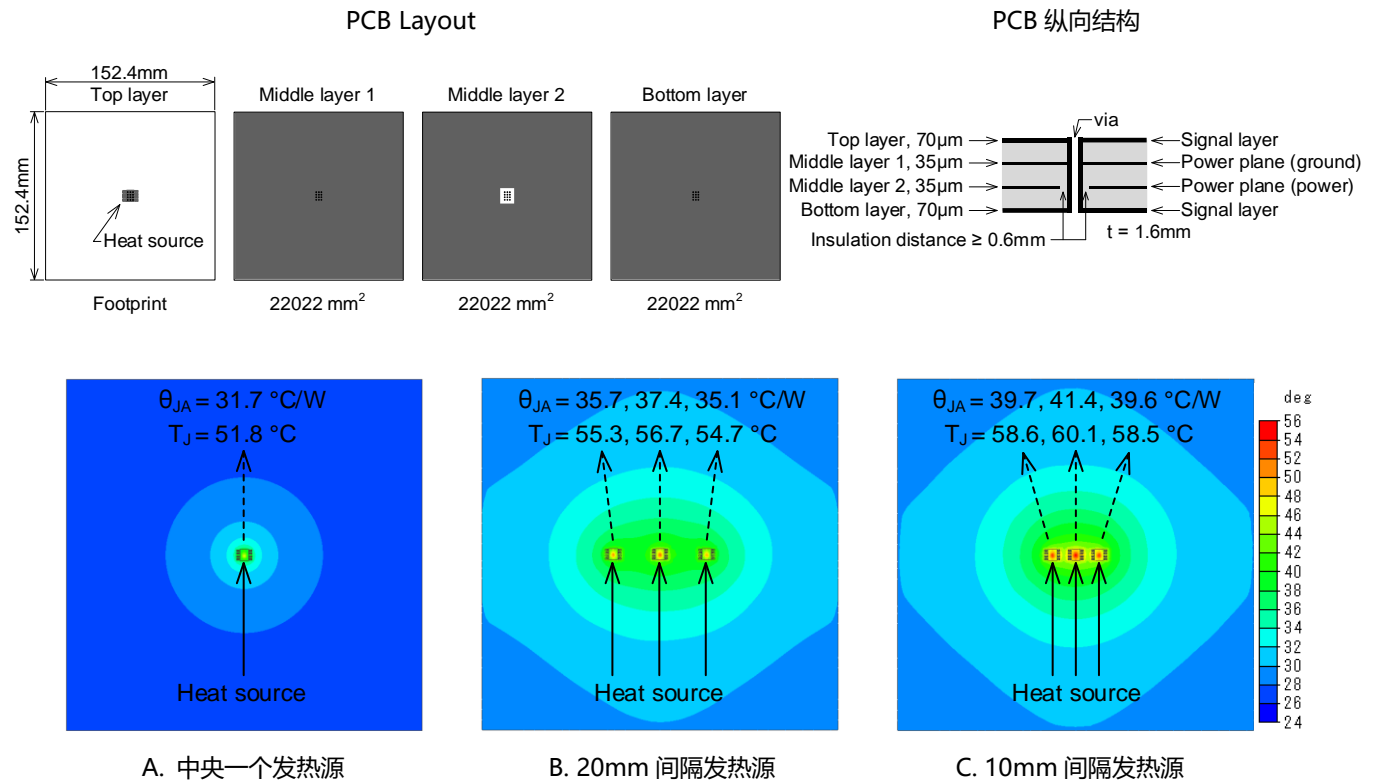 PCB Layout
PCB 纵向结构
152.4mm
Top layer
Middle layer 1
Middle layer 2
Bottom layer
152.4mm
Heat source
Footprint
22022 mm²
22022 mm²
22022 mm²
via
Top layer, 70μm
Middle layer 1, 35μm
Middle layer 2, 35μm
Bottom layer, 70μm
Signal layer
Power plane (ground)
Power plane (power)
Signal layer
Insulation distance ≥ 0.6mm
t = 1.6mm
θJA = 31.7 °C/W
TJ = 51.8 °C
Heat source
A. 中央一个发热源
θJA = 35.7, 37.4, 35.1 °C/W
TJ = 55.3, 56.7, 54.7 °C
Heat source
B. 20mm 间隔发热源
θJA = 39.7, 41.4, 39.6 °C/W
TJ = 58.6, 60.1, 58.5 °C
Heat source
C. 10mm 间隔发热源
deg
56
54
52
50
48
46
44
42
40
38
36
34
32
30
28
26
24